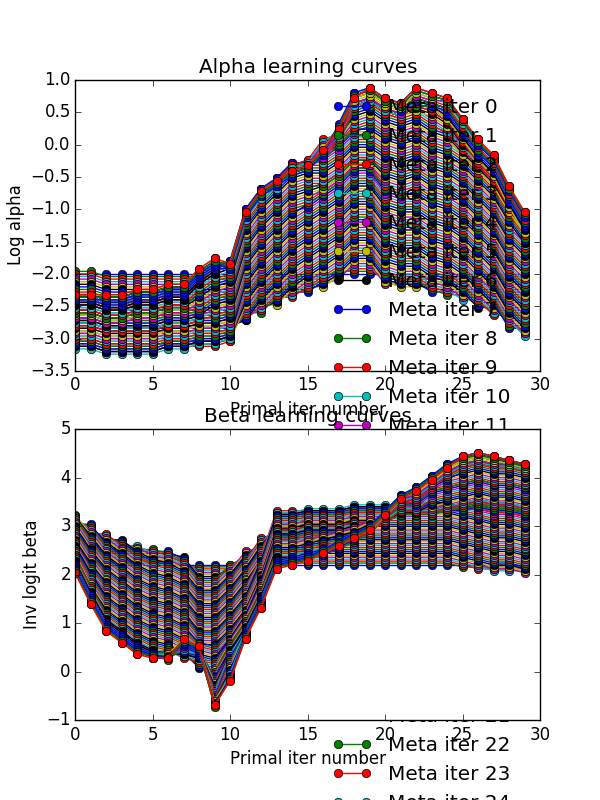 Alpha learning curves
1.0
0.5
0.0
−0.5
−1.0
−1.5
−2.0
−2.5
−3.0
−3.5
Log alpha
0 5 10 15 20 25 30
Primal iter number
Meta iter 0
Meta iter 1
Meta iter
Meta iter 8
Meta iter 9
Meta iter 10
Meta iter 11
Beta learning curves
5
4
3
2
1
0
−1
Inv logit beta
0 5 10 15 20 25 30
Primal iter number
Meta iter 22
Meta iter 23
Meta iter 24